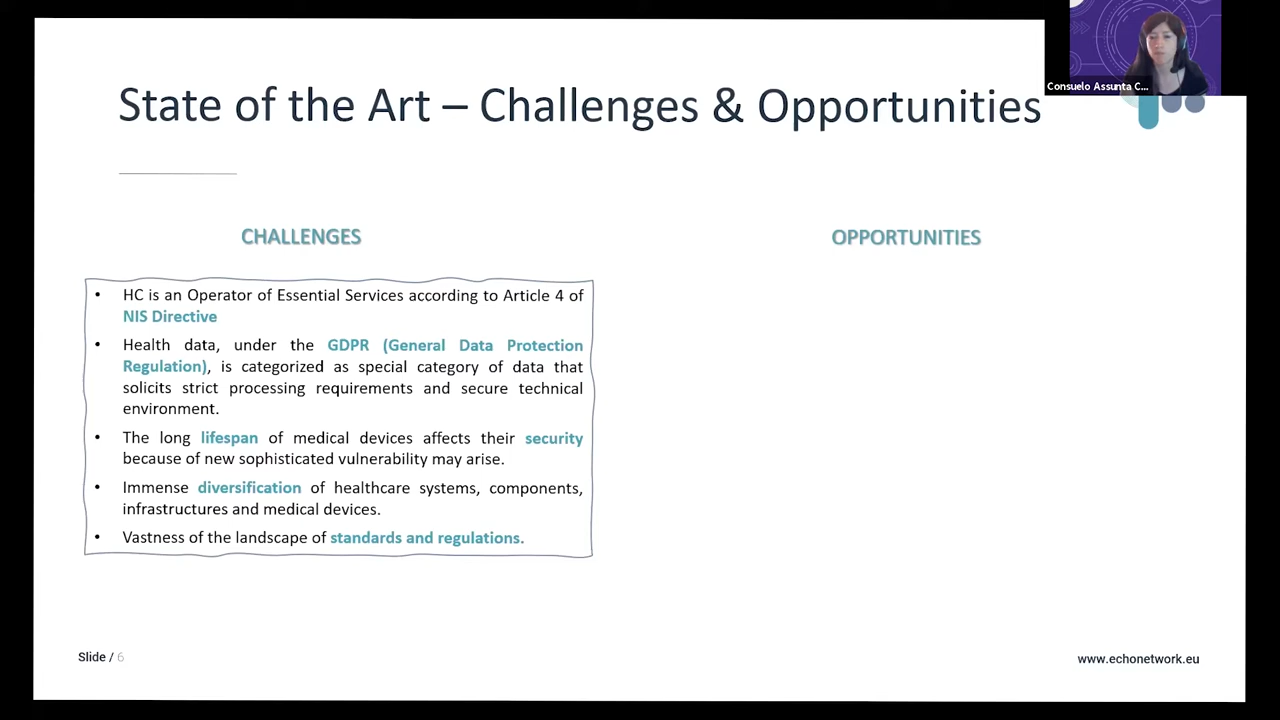 Consuelo Assunta C...
State of the Art – Challenges & Opportunities
CHALLENGES
• HC is an Operator of Essential Services according to Article 4 of
NIS Directive
• Health data, under the GDPR (General Data Protection
Regulation), is categorized as special category of data that
solicits strict processing requirements and secure technical
environment.
• The long lifespan of medical devices affects their security
because of new sophisticated vulnerability may arise.
• Immense diversification of healthcare systems, components,
infrastructures and medical devices.
• Vastness of the landscape of standards and regulations.
OPPORTUNITIES
Slide / 6
www.echonetwork.eu